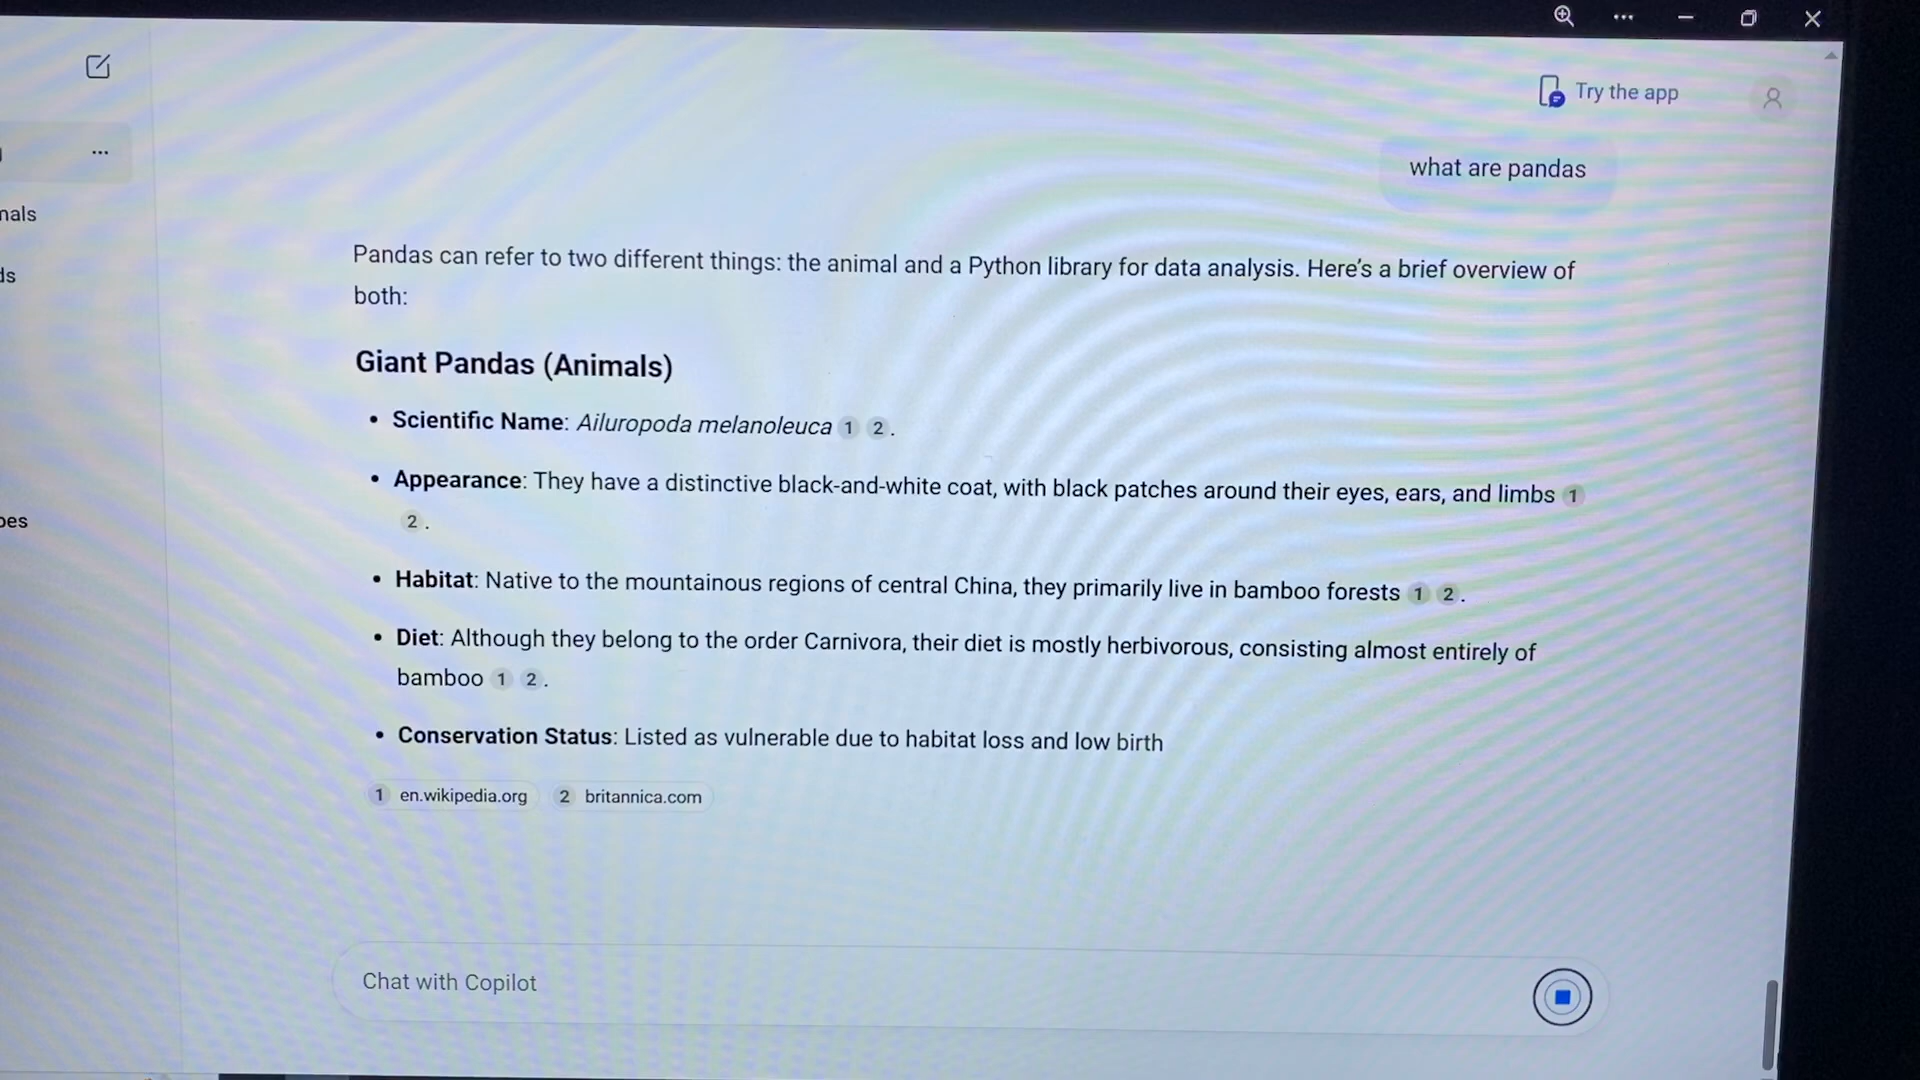 Try the app
what are pandas
nals
ds
pes
Pandas can refer to two different things: the animal and a Python library for data analysis. Here's a brief overview of
both:
Giant Pandas (Animals)
• Scientific Name: Ailuropoda melanoleuca 1 2 .
• Appearance: They have a distinctive black-and-white coat, with black patches around their eyes, ears, and limbs 1
2 .
• Habitat: Native to the mountainous regions of central China, they primarily live in bamboo forests 1 2 .
• Diet: Although they belong to the order Carnivora, their diet is mostly herbivorous, consisting almost entirely of
bamboo 1 2 .
• Conservation Status: Listed as vulnerable due to habitat loss and low birth
1 en.wikipedia.org 2 britannica.com
Chat with Copilot